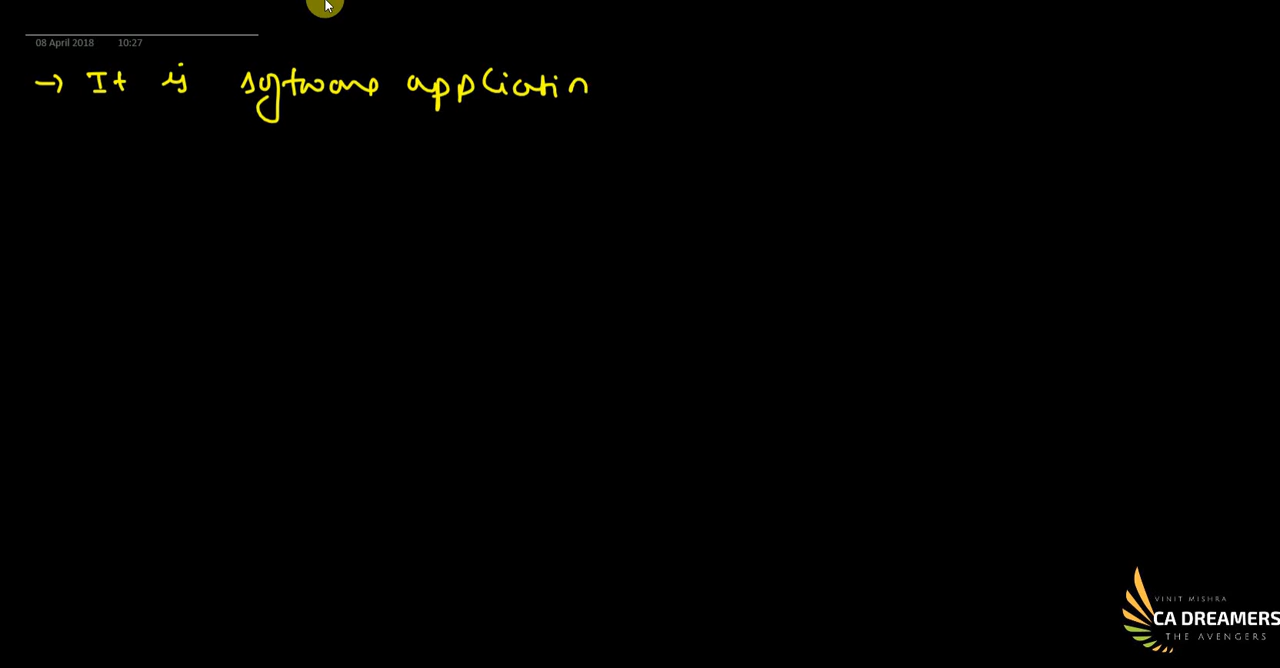 08 April 2018 10:27
→ It is software application
VINIT MISHRA
CA DREAMERS
THE AVENGERS